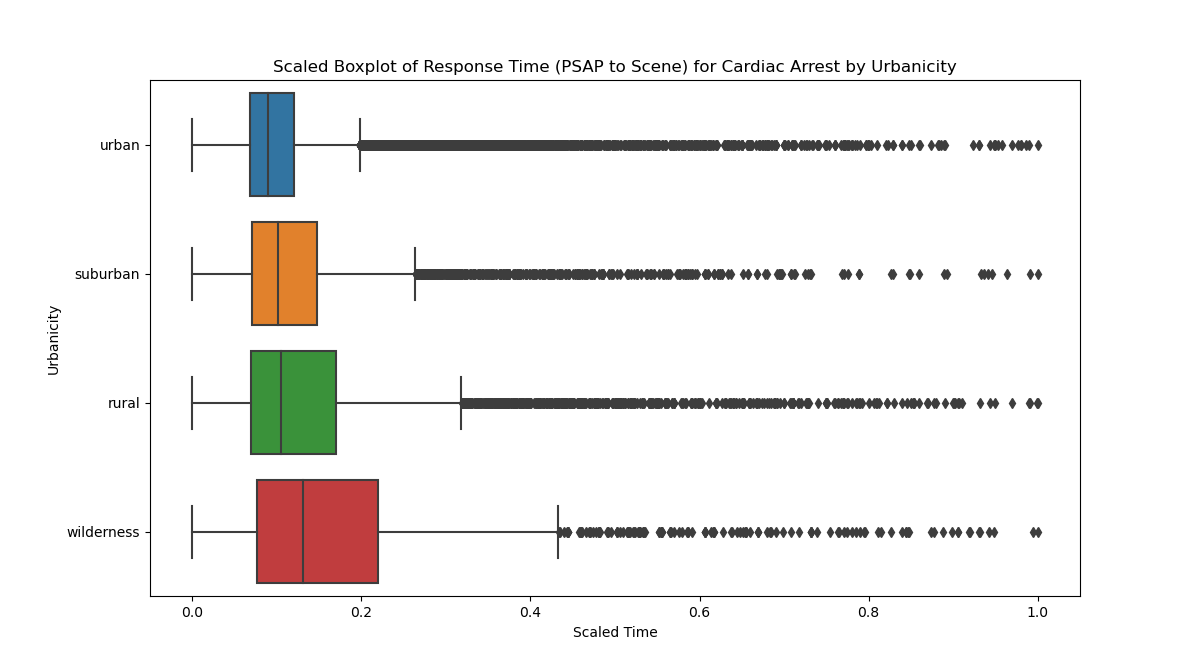 Scaled Boxplot of Response Time (PSAP to Scene) for Cardiac Arrest by Urbanicity
urban
suburban
rural
wilderness
Urbanicity
0.0 0.2 0.4 0.6 0.8 1.0
Scaled Time